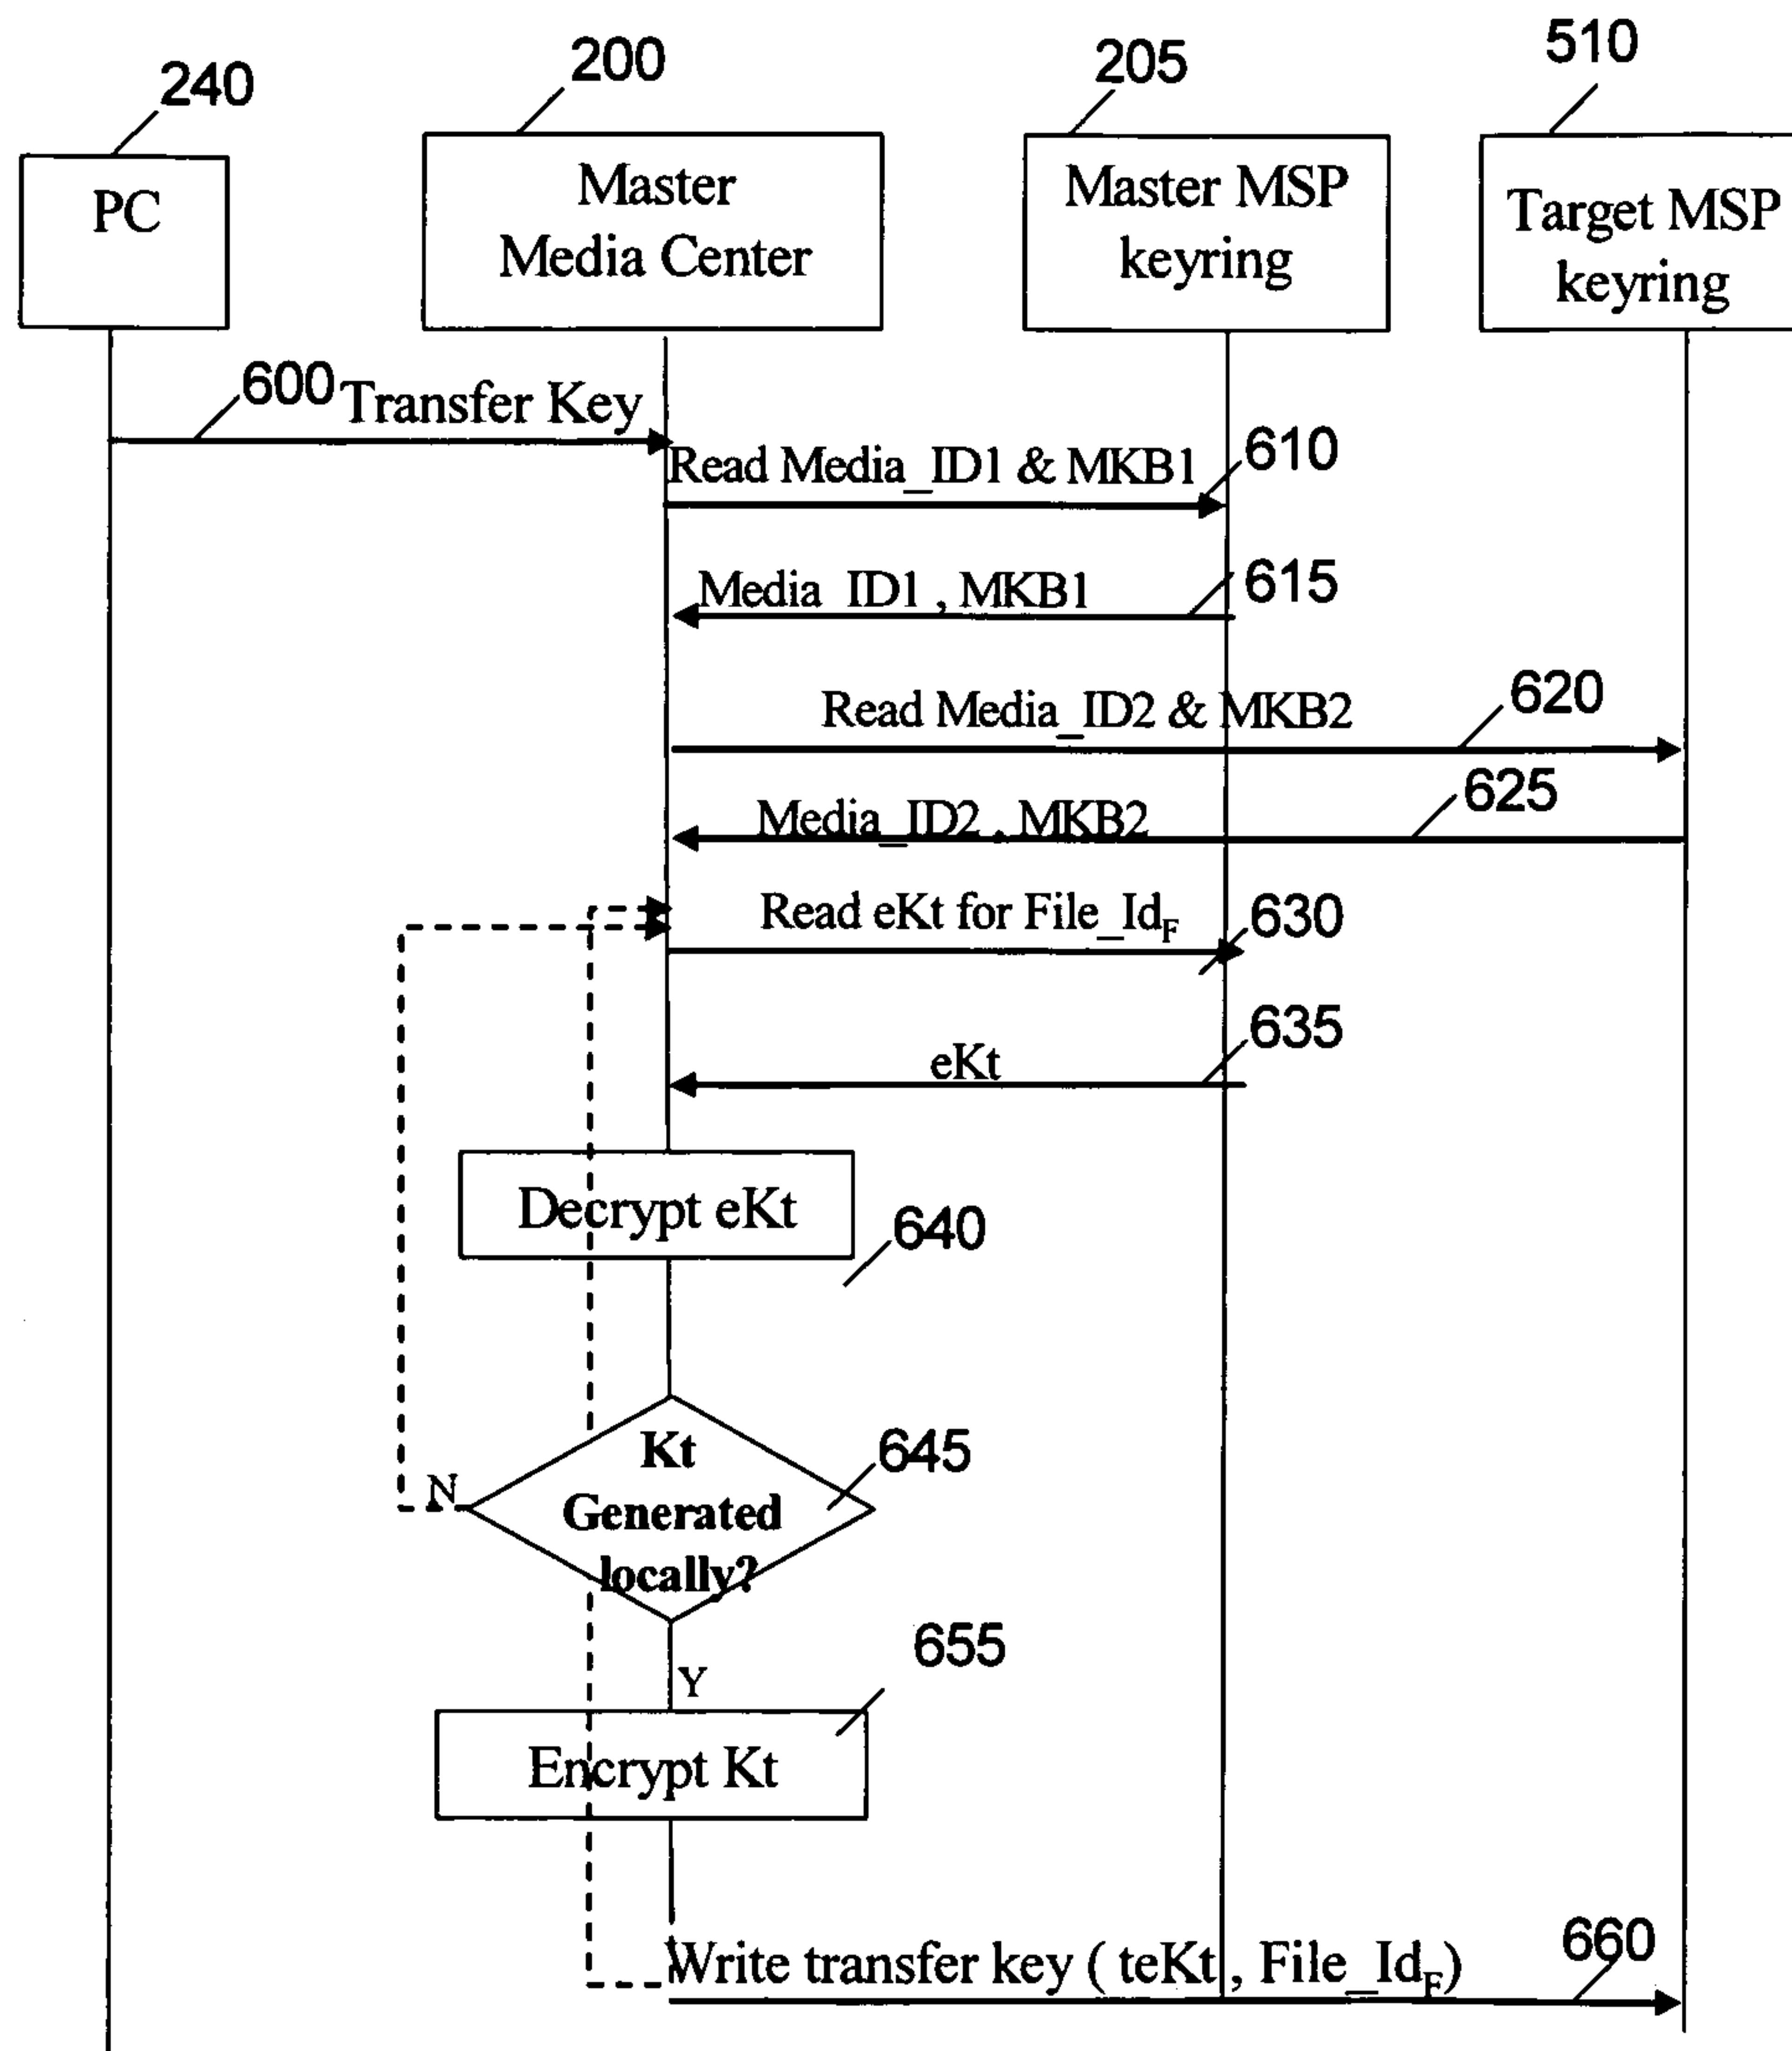 240
200
205
510
PC
Master
Media Center
Master MSP
keyring
Target MSP
keyring
600
Transfer Key
Read Media_ID1 & MKB1
610
Media ID1 , MKB1
615
Read Media_ID2 & MKB2
620
Media_ID2 , MKB2
625
Read eKt for File_IdF
630
eKt
635
Decrypt eKt
640
Kt
Generated
locally?
645
N
Y
655
Encrypt Kt
Write transfer key ( teKt , File_IdF)
660